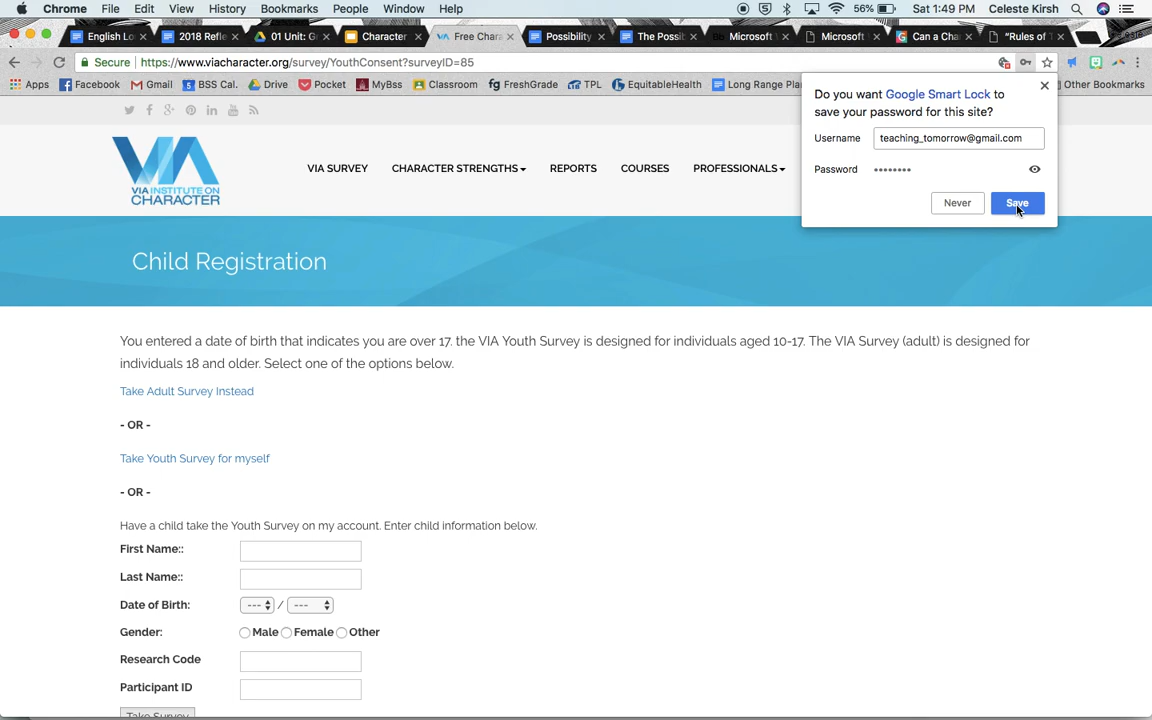 Chrome File Edit View History Bookmarks People Window Help 56% Sat 1:49 PM Celeste Kirsh
English Lo 2018 Refle 01 Unit: G Character Free Chara Possibility The Possib Microsoft Microsoft Can a Cha "Rules of
Secure https://www.viacharacter.org/survey/YouthConsent?surveyID=85
Apps Facebook Gmail BSS Cal. Drive Pocket MyBss Classroom FreshGrade TPL EquitableHealth Long Range Plan Other Bookmarks
Do you want Google Smart Lock to
save your password for this site?
Username teaching_tomorrow@gmail.com
Password ••••••••
Never Save
VIA
INSTITUTE ON
CHARACTER
VIA SURVEY CHARACTER STRENGTHS REPORTS COURSES PROFESSIONALS
Child Registration
You entered a date of birth that indicates you are over 17. the VIA Youth Survey is designed for individuals aged 10-17. The VIA Survey (adult) is designed for
individuals 18 and older. Select one of the options below.
Take Adult Survey Instead
- OR -
Take Youth Survey for myself
- OR -
Have a child take the Youth Survey on my account. Enter child information below.
First Name::
Last Name::
Date of Birth: --- / ---
Gender: Male Female Other
Research Code
Participant ID
Take Survey